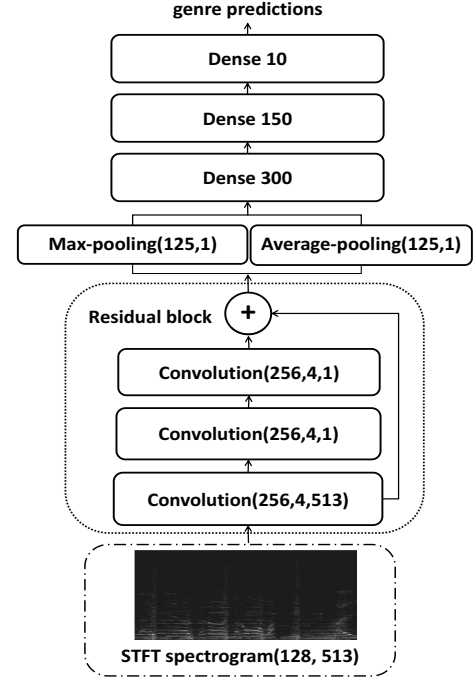 genre predictions
Dense 10
Dense 150
Dense 300
Max-pooling(125,1)
Average-pooling(125,1)
Residual block
+
Convolution(256,4,1)
Convolution(256,4,1)
Convolution(256,4,513)
STFT spectrogram(128, 513)